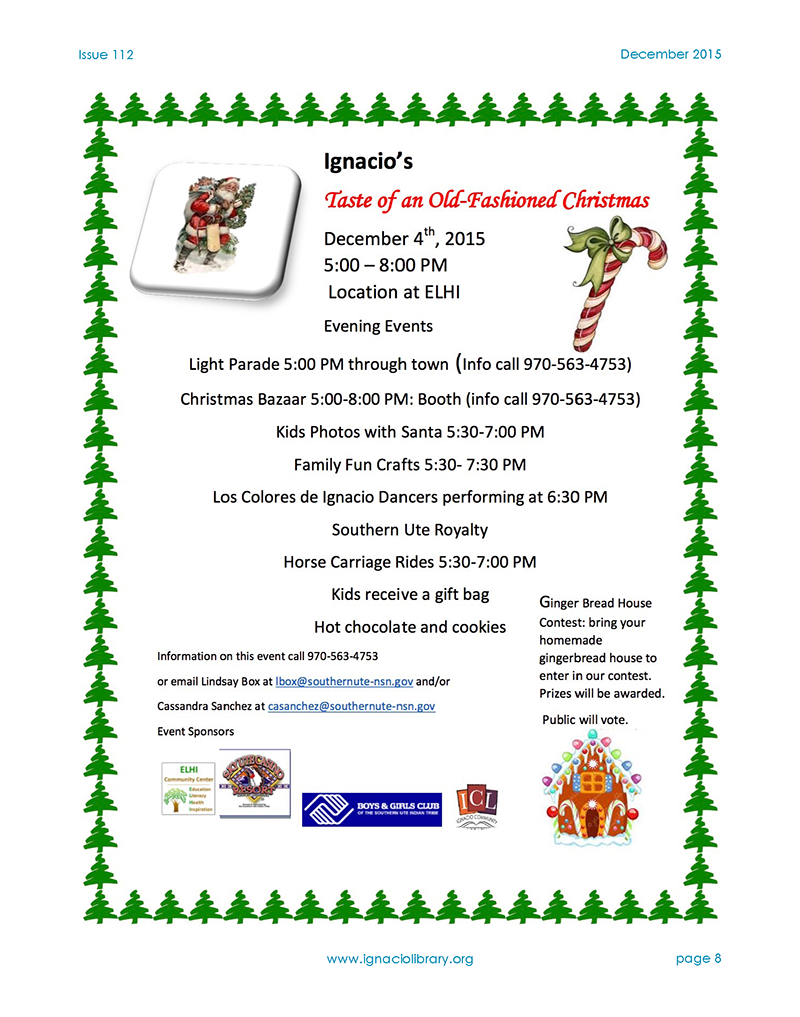 Issue 112
December 2015
Ignacio's
Taste of an Old-Fashioned Christmas
December 4th, 2015
5:00 – 8:00 PM
Location at ELHI
Evening Events
Light Parade 5:00 PM through town (Info call 970-563-4753)
Christmas Bazaar 5:00-8:00 PM: Booth (info call 970-563-4753)
Kids Photos with Santa 5:30-7:00 PM
Family Fun Crafts 5:30- 7:30 PM
Los Colores de Ignacio Dancers performing at 6:30 PM
Southern Ute Royalty
Horse Carriage Rides 5:30-7:00 PM
Kids receive a gift bag
Hot chocolate and cookies
Ginger Bread House
Contest: bring your
homemade
gingerbread house to
enter in our contest.
Prizes will be awarded.
Public will vote.
Information on this event call 970-563-4753
or email Lindsay Box at lbox@southernute-nsn.gov and/or
Cassandra Sanchez at casanchez@southernute-nsn.gov
Event Sponsors
ELHI
Community Center
Education
Literacy
Health
Inspiration
SKY UTE CASINO
RESORT
BOYS & GIRLS CLUB
OF THE SOUTHERN UTE INDIAN TRIBE
ICL
IGNACIO COMMUNITY
www.ignaciolibrary.org
page 8